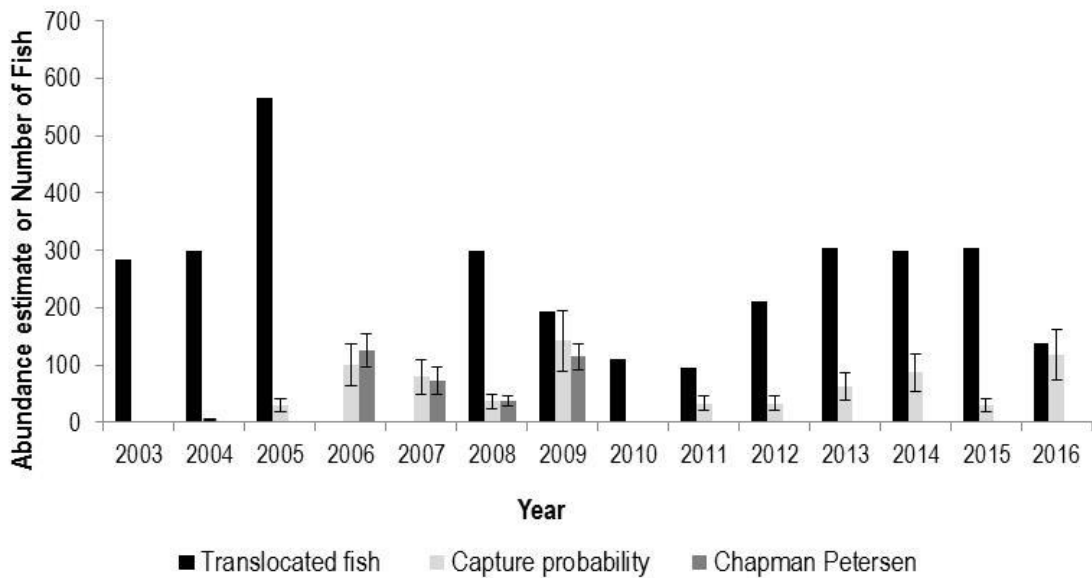 Abundance estimate or Number of Fish
700
600
500
400
300
200
100
0
2003 2004 2005 2006 2007 2008 2009 2010 2011 2012 2013 2014 2015 2016
Year
Translocated fish Capture probability Chapman Petersen